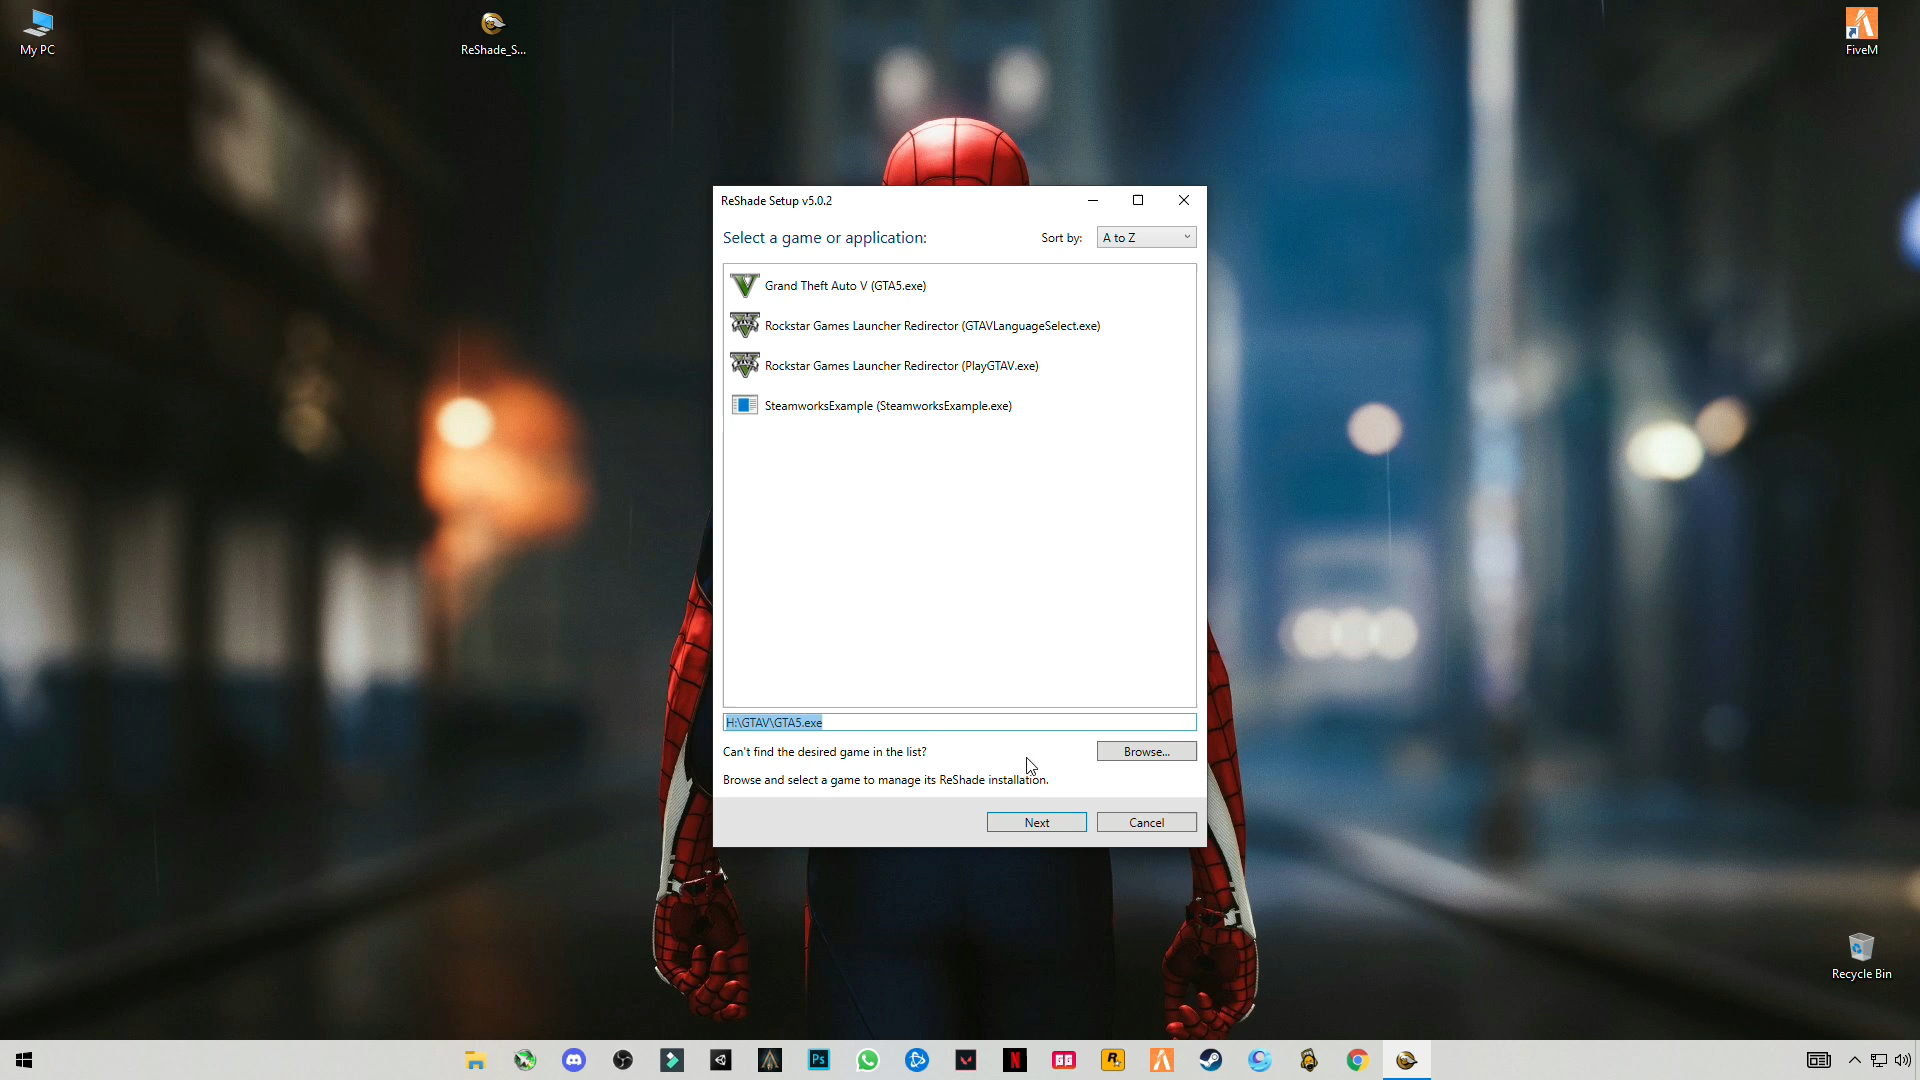 My PC
ReShade_S...
FiveM
ReShade Setup v5.0.2
Select a game or application:
Sort by:
A to Z
Grand Theft Auto V (GTA5.exe)
Rockstar Games Launcher Redirector (GTAVLanguageSelect.exe)
Rockstar Games Launcher Redirector (PlayGTAV.exe)
SteamworksExample (SteamworksExample.exe)
H:\GTAV\GTA5.exe
Can't find the desired game in the list?
Browse...
Browse and select a game to manage its ReShade installation.
Next
Cancel
Recycle Bin
Ps